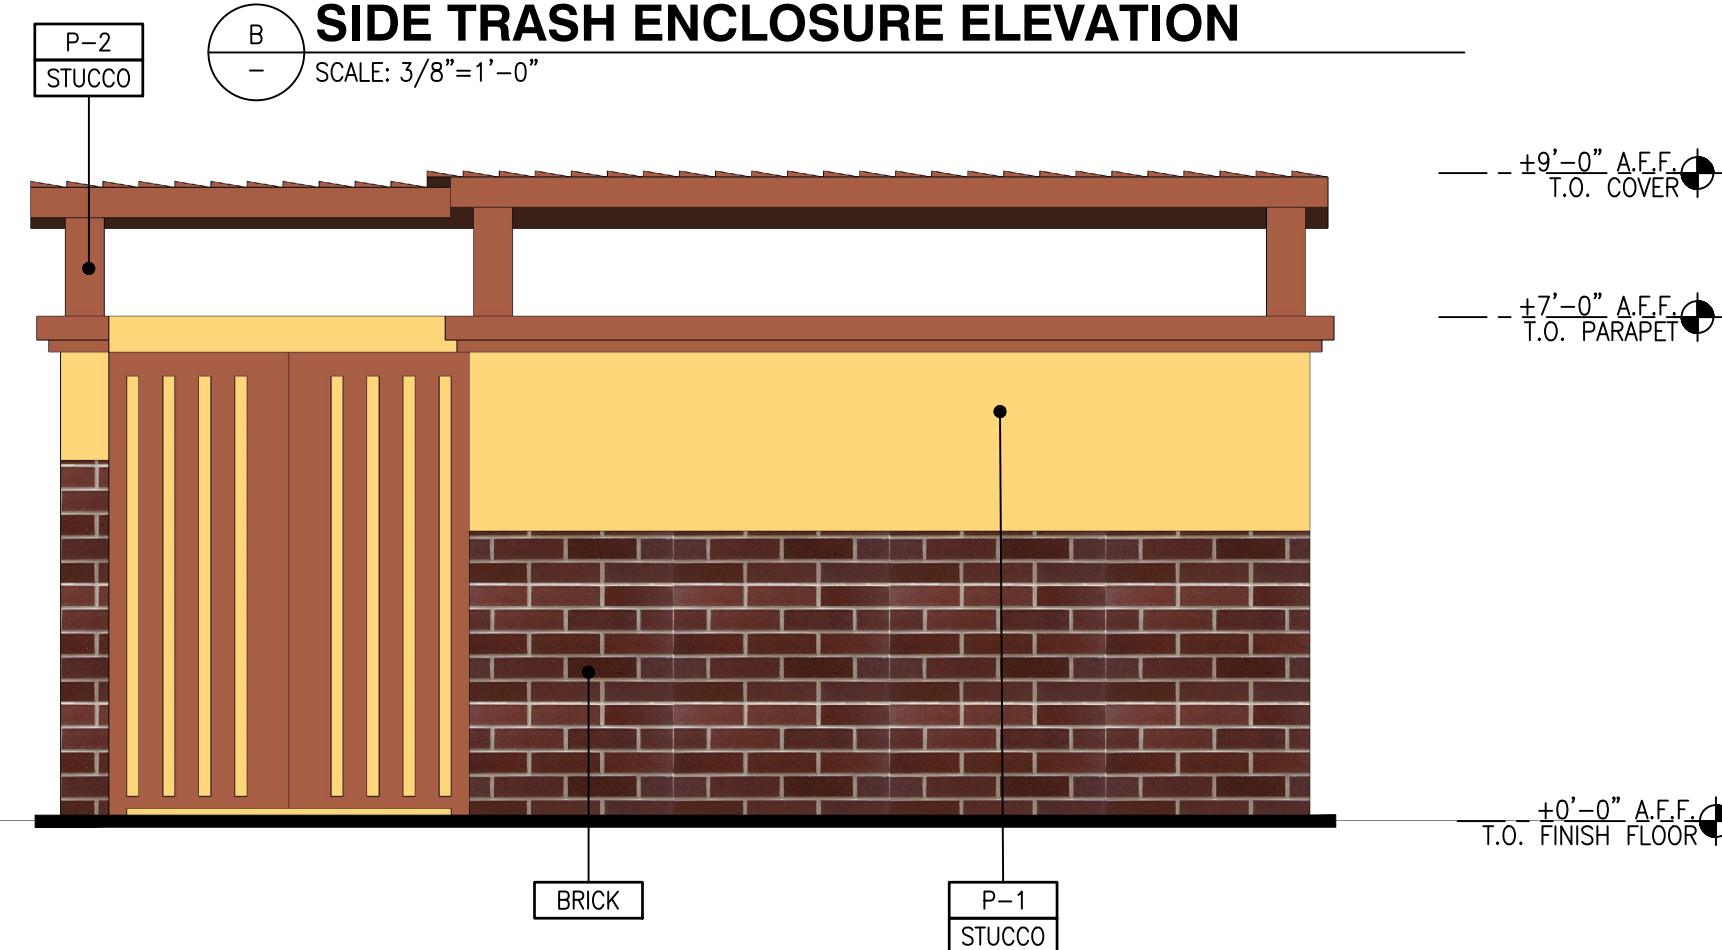 SIDE TRASH ENCLOSURE ELEVATION
B
-
SCALE: 3/8"=1'-0"
P-2
STUCCO
±9'-0" A.F.F.
T.O. COVER
±7'-0" A.F.F.
T.O. PARAPET
±0'-0" A.F.F.
T.O. FINISH FLOOR
BRICK
P-1
STUCCO